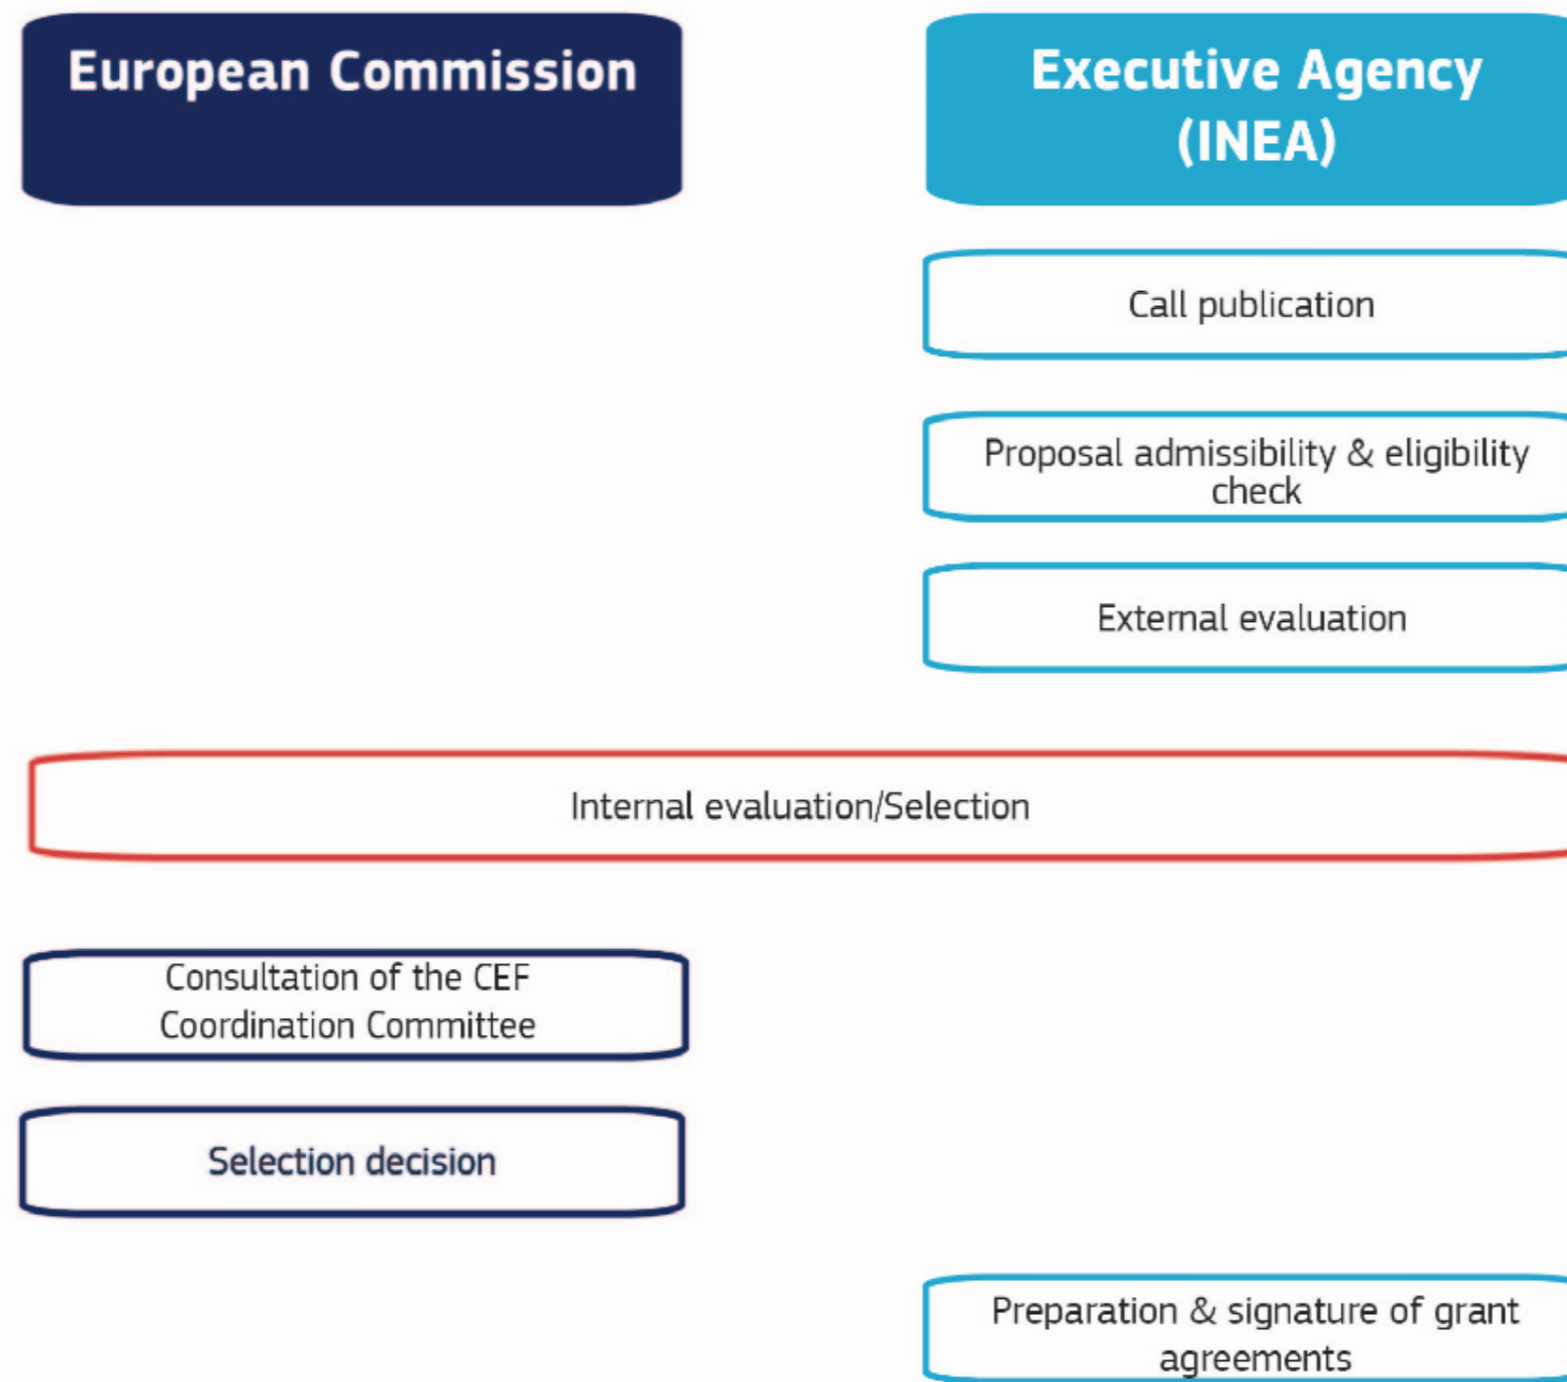 European Commission
Executive Agency
(INEA)
Call publication
Proposal admissibility & eligibility
check
External evaluation
Internal evaluation/Selection
Consultation of the CEF
Coordination Committee
Selection decision
Preparation & signature of grant
agreements